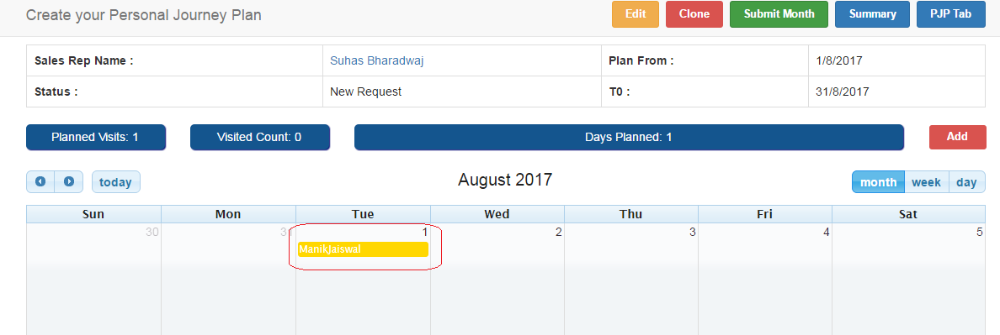 Create your Personal Journey Plan Edit Clone Submit Month Summary PJP Tab
Sales Rep Name : Suhas Bharadwaj Plan From : 1/8/2017
Status : New Request T0 : 31/8/2017
Planned Visits: 1 Visited Count: 0 Days Planned: 1 Add
today August 2017 month week day
Sun Mon Tue Wed Thu Fri Sat
30 31 1 2 3 4 5
ManikJaiswal